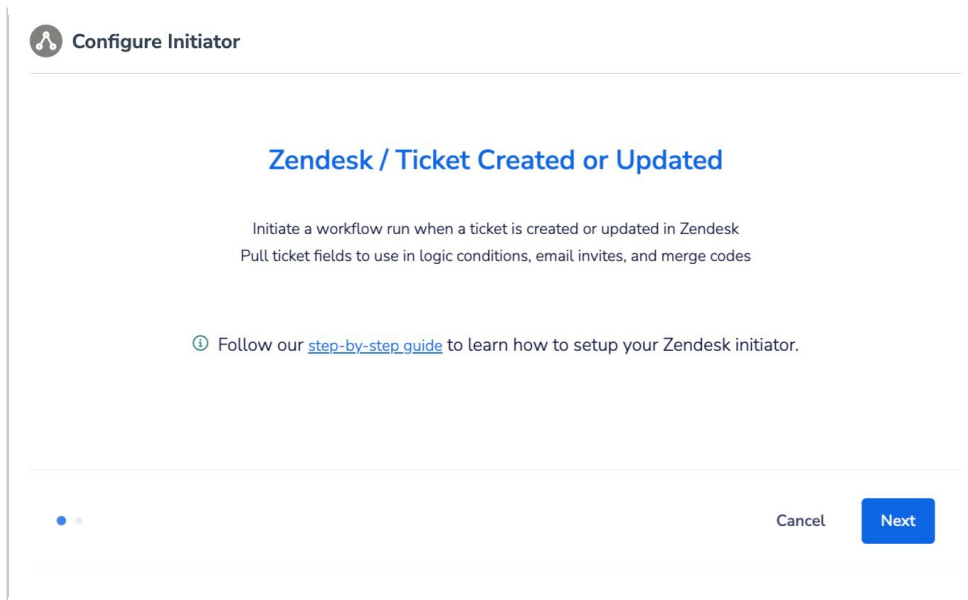 Configure Initiator
Zendesk / Ticket Created or Updated
Initiate a workflow run when a ticket is created or updated in Zendesk
Pull ticket fields to use in logic conditions, email invites, and merge codes
Follow our step-by-step guide to learn how to setup your Zendesk initiator.
Cancel
Next